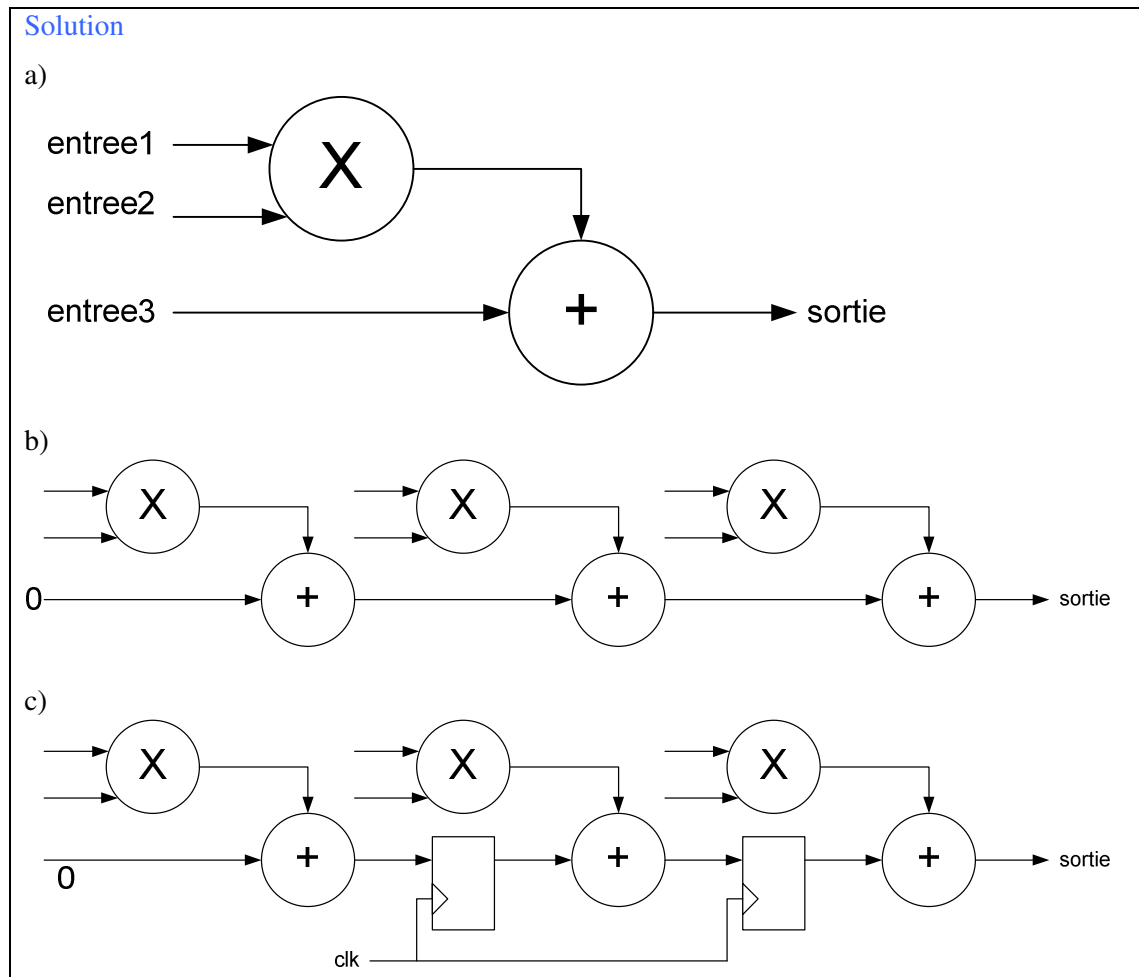 Solution
a)
entree1
X
entree2
entree3
+
sortie
b)
X
X
X
0
+
+
+
sortie
c)
X
X
X
0
+
+
+
sortie
clk